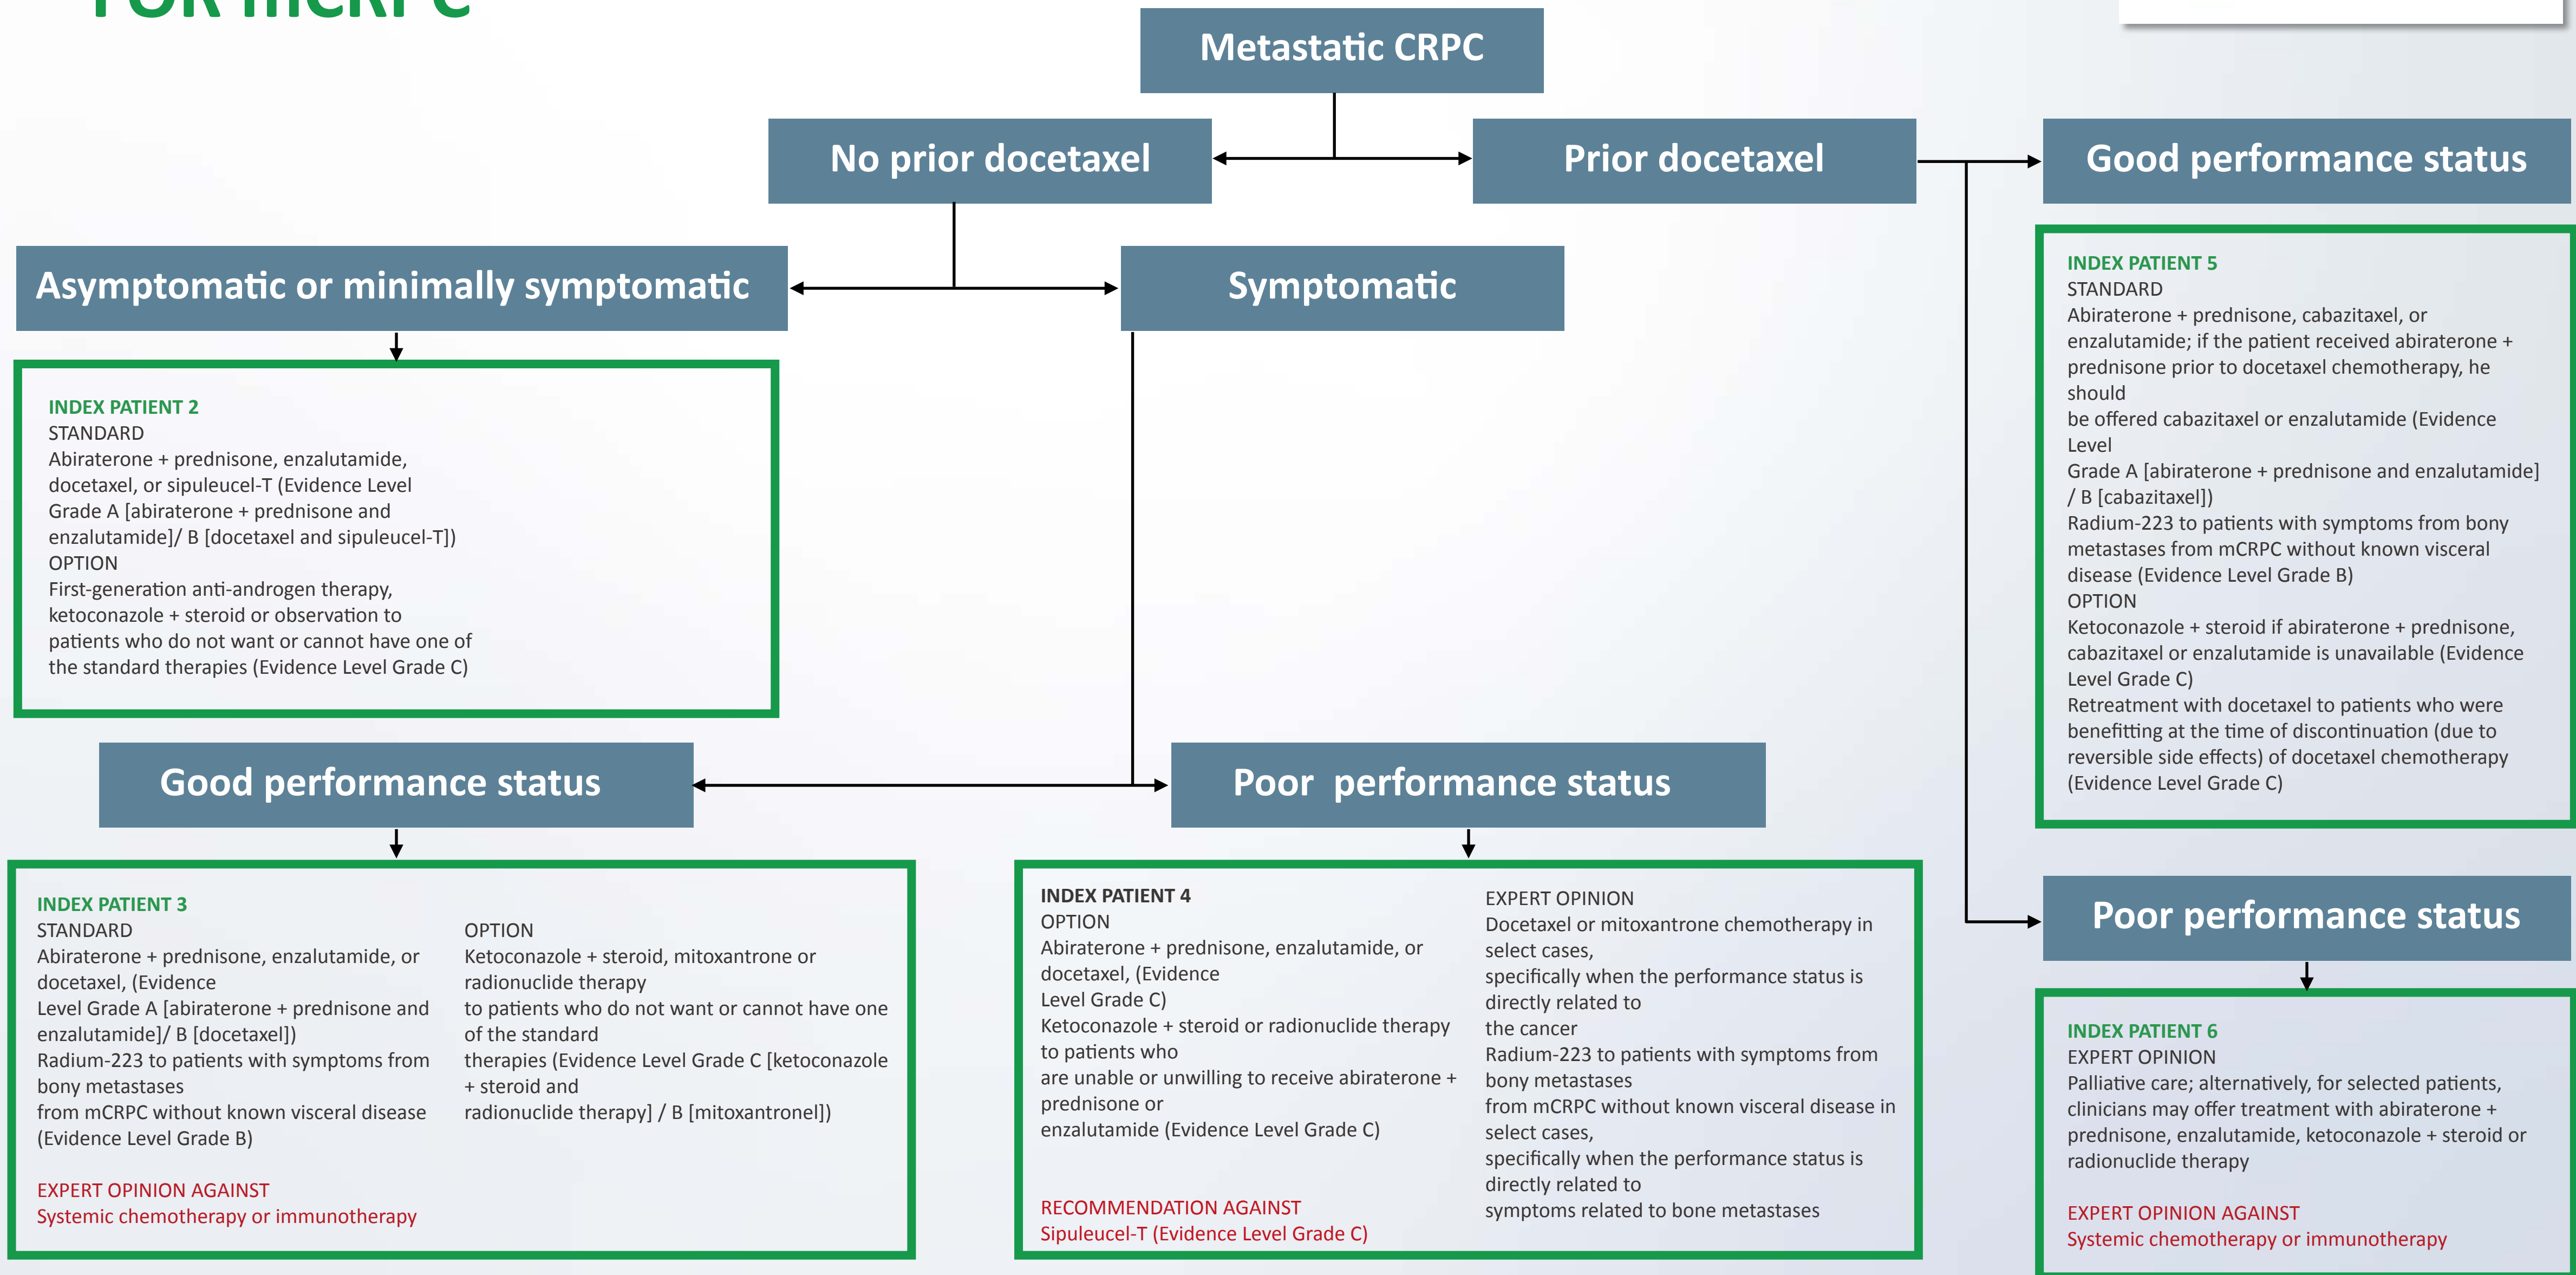 FOR mCRPC
Metastatic CRPC
No prior docetaxel
Prior docetaxel
Good performance status
Asymptomatic or minimally symptomatic
Symptomatic
INDEX PATIENT 2
STANDARD
Abiraterone + prednisone, enzalutamide,
docetaxel, or sipuleucel-T (Evidence Level
Grade A [abiraterone + prednisone and
enzalutamide]/ B [docetaxel and sipuleucel-T])
OPTION
First-generation anti-androgen therapy,
ketoconazole + steroid or observation to
patients who do not want or cannot have one of
the standard therapies (Evidence Level Grade C)
INDEX PATIENT 5
STANDARD
Abiraterone + prednisone, cabazitaxel, or
enzalutamide; if the patient received abiraterone +
prednisone prior to docetaxel chemotherapy, he
should
be offered cabazitaxel or enzalutamide (Evidence
Level
Grade A [abiraterone + prednisone and enzalutamide]
/ B [cabazitaxel])
Radium-223 to patients with symptoms from bony
metastases from mCRPC without known visceral
disease (Evidence Level Grade B)
OPTION
Ketoconazole + steroid if abiraterone + prednisone,
cabazitaxel or enzalutamide is unavailable (Evidence
Level Grade C)
Retreatment with docetaxel to patients who were
benefitting at the time of discontinuation (due to
reversible side effects) of docetaxel chemotherapy
(Evidence Level Grade C)
Good performance status
Poor performance status
INDEX PATIENT 3
STANDARD
Abiraterone + prednisone, enzalutamide, or
docetaxel, (Evidence
Level Grade A [abiraterone + prednisone and
enzalutamide]/ B [docetaxel])
Radium-223 to patients with symptoms from
bony metastases
from mCRPC without known visceral disease
(Evidence Level Grade B)
EXPERT OPINION AGAINST
Systemic chemotherapy or immunotherapy
OPTION
Ketoconazole + steroid, mitoxantrone or
radionuclide therapy
to patients who do not want or cannot have one
of the standard
therapies (Evidence Level Grade C [ketoconazole
+ steroid and
radionuclide therapy] / B [mitoxantronel])
INDEX PATIENT 4
OPTION
Abiraterone + prednisone, enzalutamide, or
docetaxel, (Evidence
Level Grade C)
Ketoconazole + steroid or radionuclide therapy
to patients who
are unable or unwilling to receive abiraterone +
prednisone or
enzalutamide (Evidence Level Grade C)
RECOMMENDATION AGAINST
Sipuleucel-T (Evidence Level Grade C)
EXPERT OPINION
Docetaxel or mitoxantrone chemotherapy in
select cases,
specifically when the performance status is
directly related to
the cancer
Radium-223 to patients with symptoms from
bony metastases
from mCRPC without known visceral disease in
select cases,
specifically when the performance status is
directly related to
symptoms related to bone metastases
Poor performance status
INDEX PATIENT 6
EXPERT OPINION
Palliative care; alternatively, for selected patients,
clinicians may offer treatment with abiraterone +
prednisone, enzalutamide, ketoconazole + steroid or
radionuclide therapy
EXPERT OPINION AGAINST
Systemic chemotherapy or immunotherapy